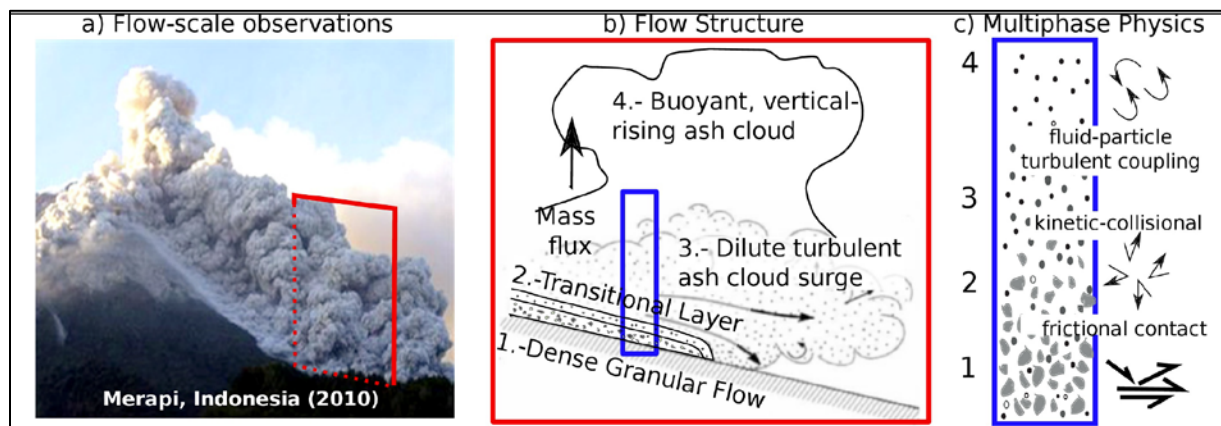 a) Flow-scale observations
Merapi, Indonesia (2010)
b) Flow Structure
4.- Buoyant, vertical-
rising ash cloud
Mass
flux
3.- Dilute turbulent
ash cloud surge
2.-Transitional Layer
1.-Dense Granular Flow
c) Multiphase Physics
4
fluid-particle
turbulent coupling
3
kinetic-collisional
2
frictional contact
1